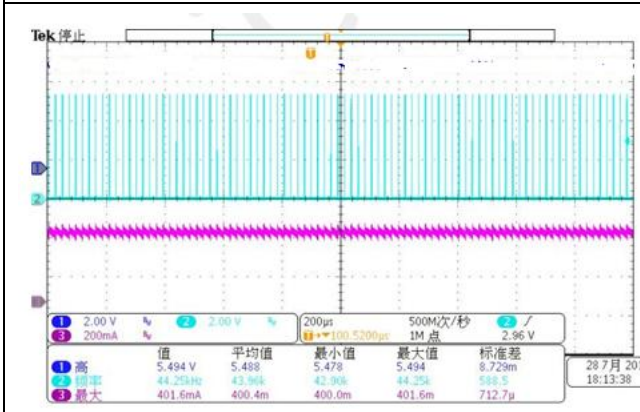 Tek 停止
1 2.00 V 2 2.00 V 200μs 500M次/秒 2
3 200mA 100.5200μs 1M 点 2.96 V
值 平均值 最小值 最大值 标准差
1 高 5.494 V 5.488 5.478 5.494 8.729m
2 频率 44.25kHz 43.96k 42.90k 44.25k 588.5
3 最大 401.6mA 400.4m 400.0m 401.6m 712.7μ
28 7月 201
18:13:38